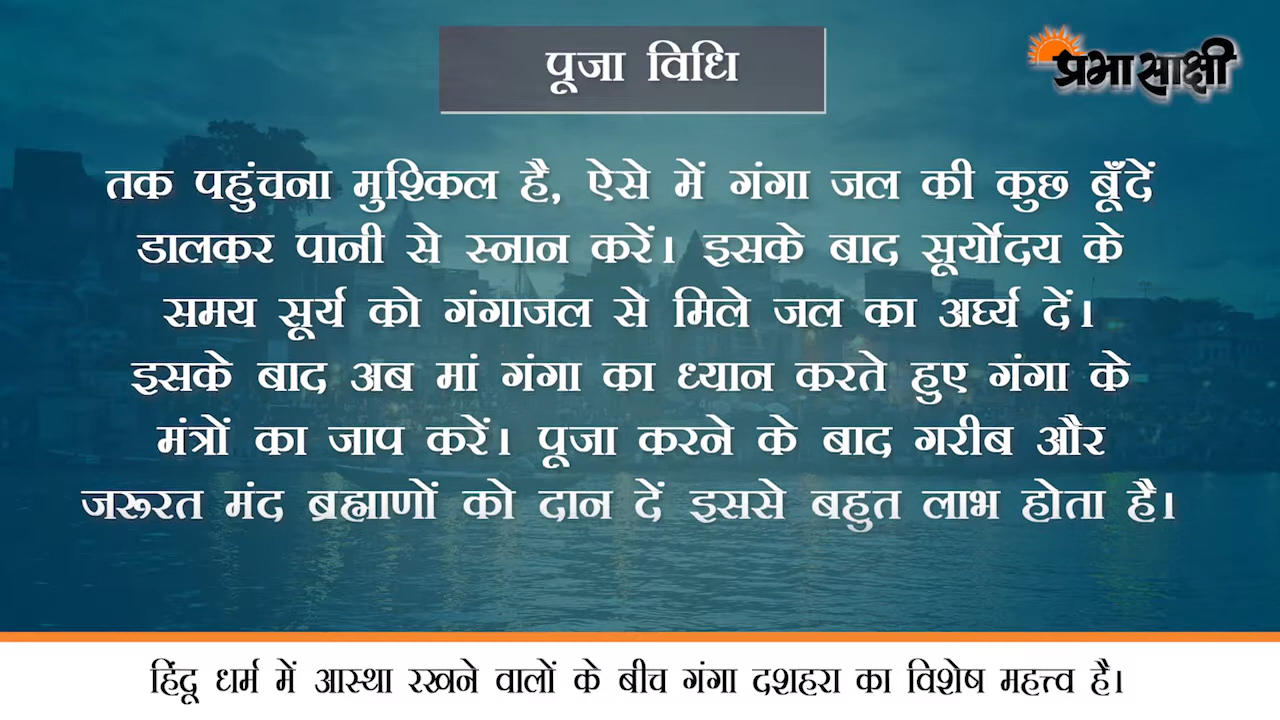 पूजा विधि
प्रभासाक्षी
तक पहुंचना मुश्किल है, ऐसे में गंगा जल की कुछ बूँदें
डालकर पानी से स्नान करें। इसके बाद सूर्योदय के
समय सूर्य को गंगाजल से मिले जल का अर्घ्य दें।
इसके बाद अब मां गंगा का ध्यान करते हुए गंगा के
मंत्रों का जाप करें। पूजा करने के बाद गरीब और
जरूरत मंद ब्रह्माणों को दान दें इससे बहुत लाभ होता है।
हिंदू धर्म में आस्था रखने वालों के बीच गंगा दशहरा का विशेष महत्त्व है।